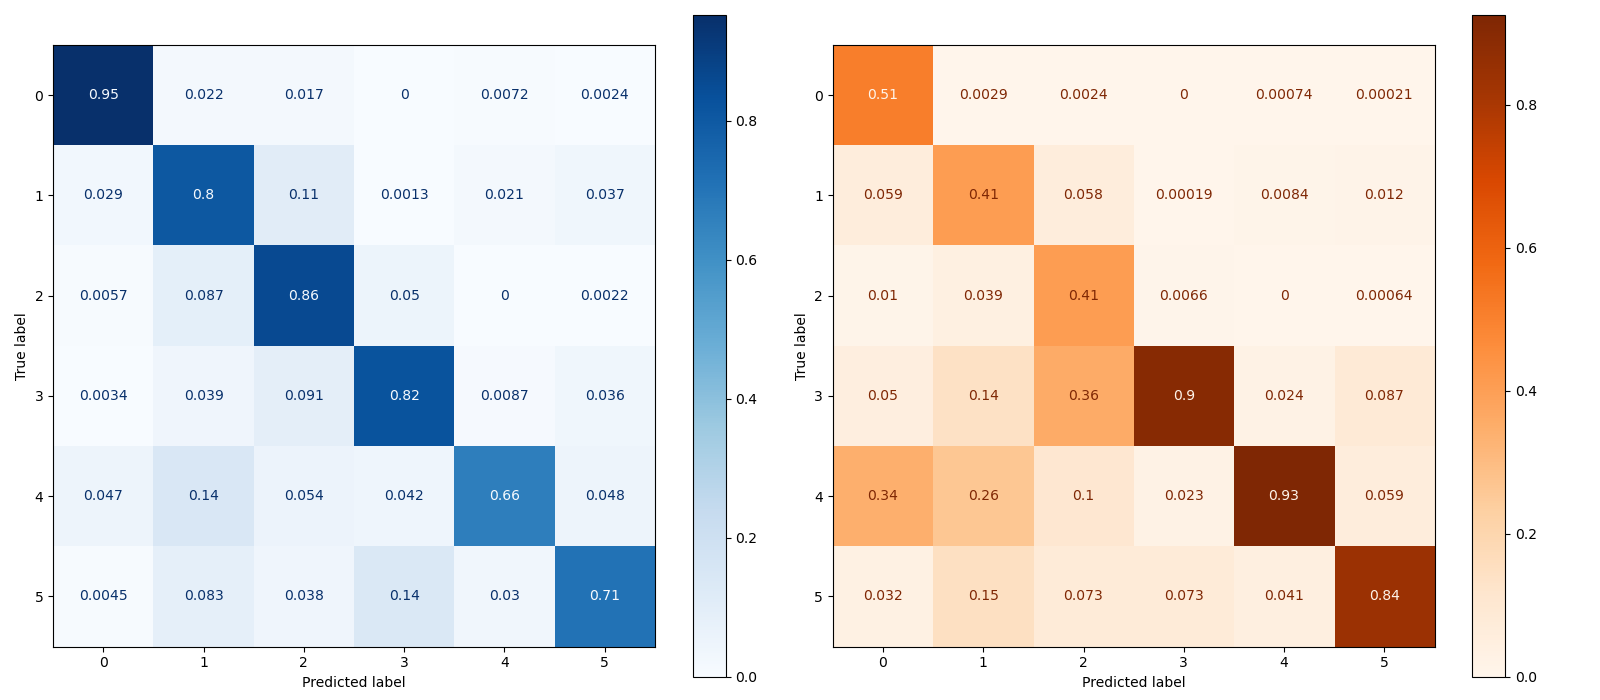 0 0.95 0.022 0.017 0 0.0072 0.0024
1 0.029 0.8 0.11 0.0013 0.021 0.037
2 0.0057 0.087 0.86 0.05 0 0.0022
3 0.0034 0.039 0.091 0.82 0.0087 0.036
4 0.047 0.14 0.054 0.042 0.66 0.048
5 0.0045 0.083 0.038 0.14 0.03 0.71
0 1 2 3 4 5
Predicted label
True label
0.8
0.6
0.4
0.2
0.0
0 0.51 0.0029 0.0024 0 0.00074 0.00021
1 0.059 0.41 0.058 0.00019 0.0084 0.012
2 0.01 0.039 0.41 0.0066 0 0.00064
3 0.05 0.14 0.36 0.9 0.024 0.087
4 0.34 0.26 0.1 0.023 0.93 0.059
5 0.032 0.15 0.073 0.073 0.041 0.84
0 1 2 3 4 5
Predicted label
True label
0.8
0.6
0.4
0.2
0.0